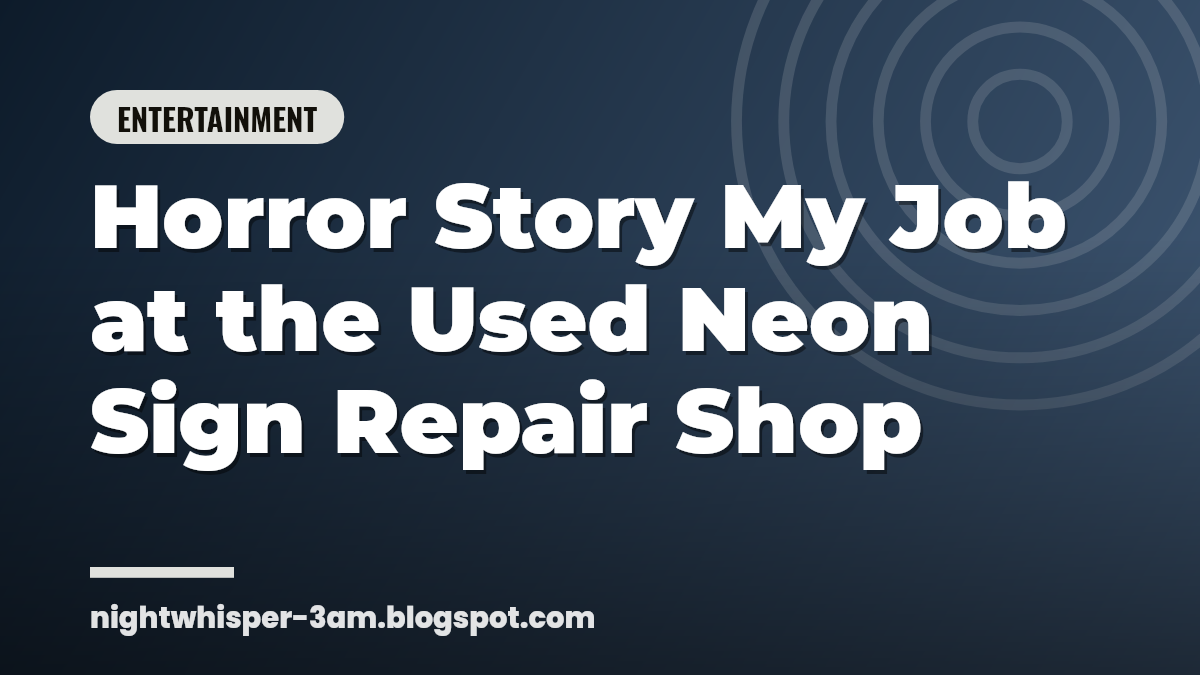 ENTERTAINMENT
Horror Story My Job
at the Used Neon
Sign Repair Shop
nightwhisper-3am.blogspot.com